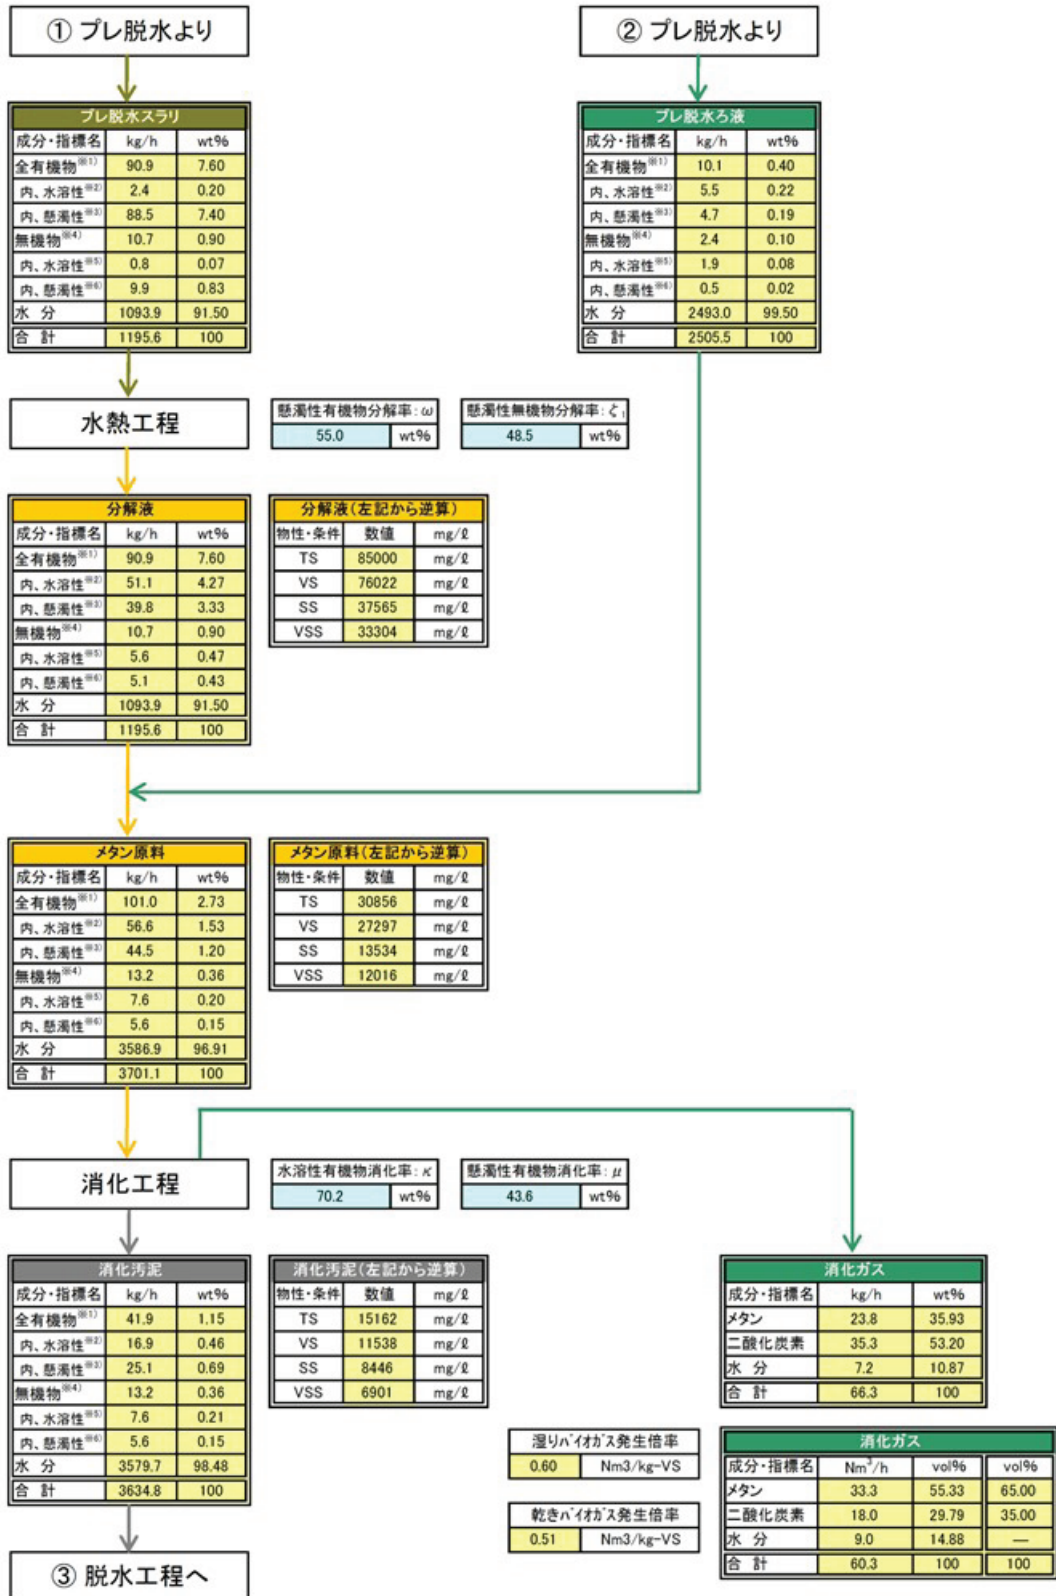 ① プレ脱水より
② プレ脱水より
プレ脱水スラリ
成分・指標名 kg/h wt%
全有機物※1) 90.9 7.60
内、水溶性※2) 2.4 0.20
内、懸濁性※3) 88.5 7.40
無機物※4) 10.7 0.90
内、水溶性※5) 0.8 0.07
内、懸濁性※6) 9.9 0.83
水 分 1093.9 91.50
合 計 1195.6 100
プレ脱水ろ液
成分・指標名 kg/h wt%
全有機物※1) 10.1 0.40
内、水溶性※2) 5.5 0.22
内、懸濁性※3) 4.7 0.19
無機物※4) 2.4 0.10
内、水溶性※5) 1.9 0.08
内、懸濁性※6) 0.5 0.02
水 分 2493.0 99.50
合 計 2505.5 100
水熱工程
懸濁性有機物分解率: ω
55.0 wt%
懸濁性無機物分解率: ζ1
48.5 wt%
分解液
成分・指標名 kg/h wt%
全有機物※1) 90.9 7.60
内、水溶性※2) 51.1 4.27
内、懸濁性※3) 39.8 3.33
無機物※4) 10.7 0.90
内、水溶性※5) 5.6 0.47
内、懸濁性※6) 5.1 0.43
水 分 1093.9 91.50
合 計 1195.6 100
分解液(左記から逆算)
物性・条件 数値 mg/ℓ
TS 85000 mg/ℓ
VS 76022 mg/ℓ
SS 37565 mg/ℓ
VSS 33304 mg/ℓ
メタン原料
成分・指標名 kg/h wt%
全有機物※1) 101.0 2.73
内、水溶性※2) 56.6 1.53
内、懸濁性※3) 44.5 1.20
無機物※4) 13.2 0.36
内、水溶性※5) 7.6 0.20
内、懸濁性※6) 5.6 0.15
水 分 3586.9 96.91
合 計 3701.1 100
メタン原料(左記から逆算)
物性・条件 数値 mg/ℓ
TS 30856 mg/ℓ
VS 27297 mg/ℓ
SS 13534 mg/ℓ
VSS 12016 mg/ℓ
消化工程
水溶性有機物消化率: κ
70.2 wt%
懸濁性有機物消化率: μ
43.6 wt%
消化汚泥
成分・指標名 kg/h wt%
全有機物※1) 41.9 1.15
内、水溶性※2) 16.9 0.46
内、懸濁性※3) 25.1 0.69
無機物※4) 13.2 0.36
内、水溶性※5) 7.6 0.21
内、懸濁性※6) 5.6 0.15
水 分 3579.7 98.48
合 計 3634.8 100
消化汚泥(左記から逆算)
物性・条件 数値 mg/ℓ
TS 15162 mg/ℓ
VS 11538 mg/ℓ
SS 8446 mg/ℓ
VSS 6901 mg/ℓ
消化ガス
成分・指標名 kg/h wt%
メタン 23.8 35.93
二酸化炭素 35.3 53.20
水 分 7.2 10.87
合 計 66.3 100
湿りバイオガス発生倍率
0.60 Nm3/kg-VS
乾きバイオガス発生倍率
0.51 Nm3/kg-VS
消化ガス
成分・指標名 Nm³/h vol% vol%
メタン 33.3 55.33 65.00
二酸化炭素 18.0 29.79 35.00
水 分 9.0 14.88 —
合 計 60.3 100 100
③ 脱水工程へ